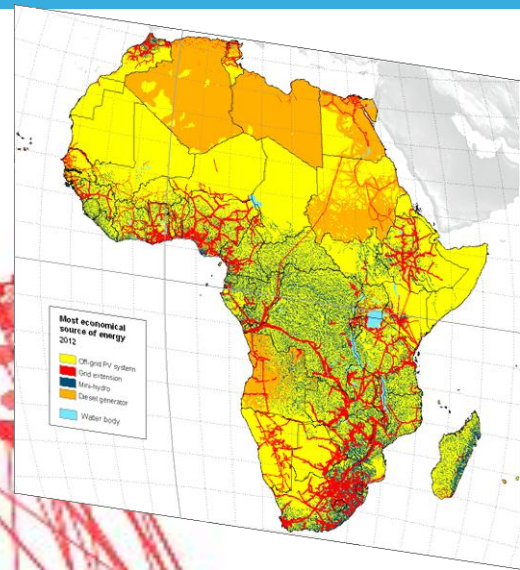 Most economical
source of energy
2012
Off-grid PV system
Grid extension
Mini-hydro
Diesel generator
Water body